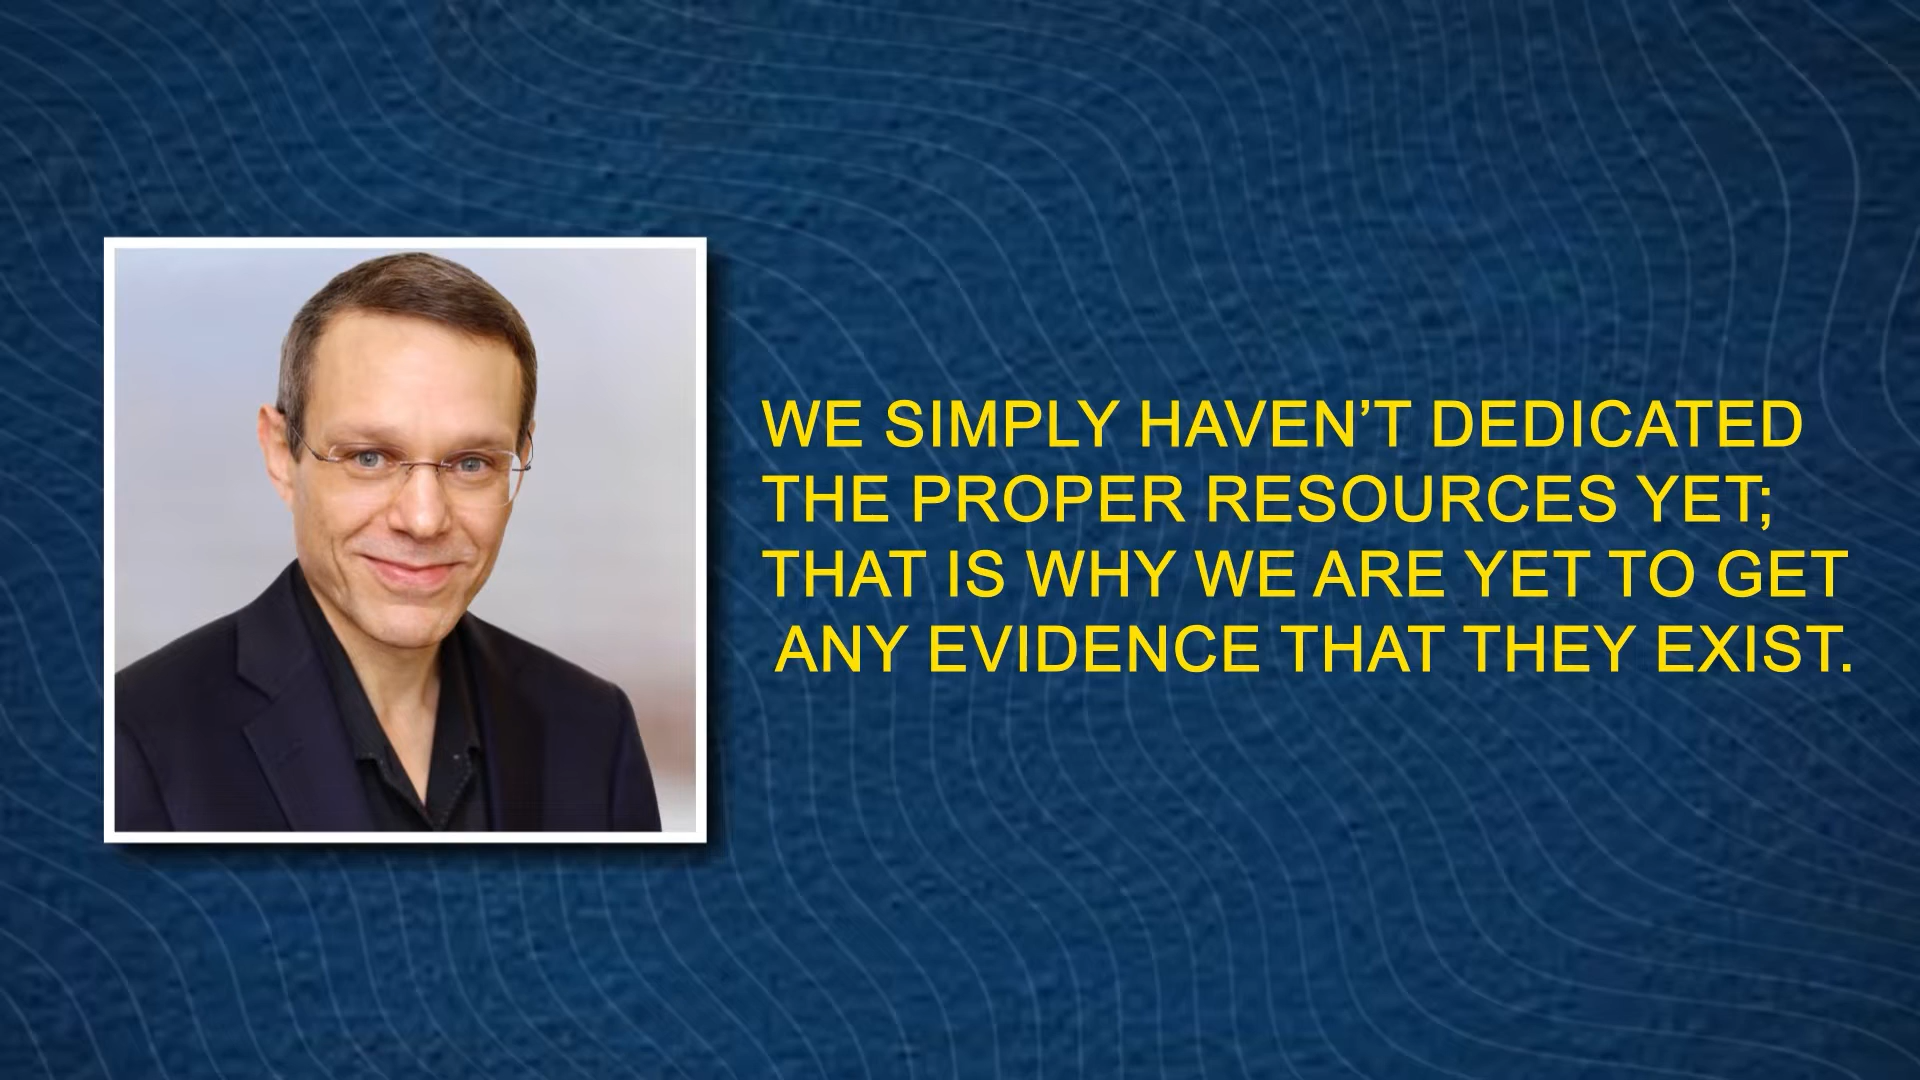 WE SIMPLY HAVEN’T DEDICATED
THE PROPER RESOURCES YET;
THAT IS WHY WE ARE YET TO GET
ANY EVIDENCE THAT THEY EXIST.